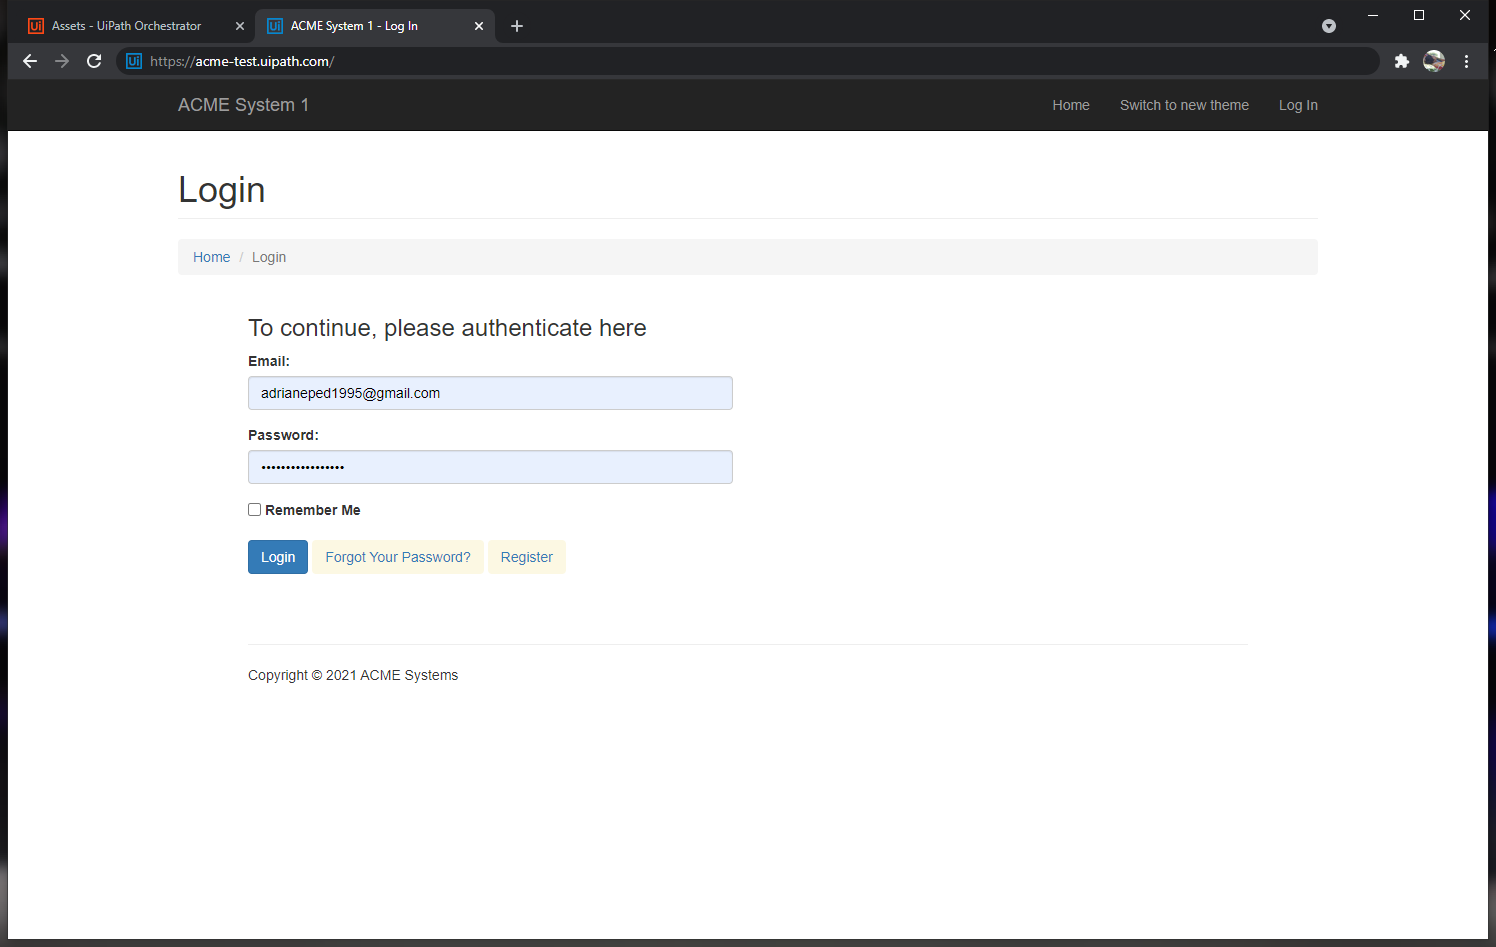 Ui Assets - UiPath Orchestrator
Ui ACME System 1 - Log In
Ui https://acme-test.uipath.com/
ACME System 1 Home Switch to new theme Log In
Login
Home / Login
To continue, please authenticate here
Email:
adrianeped1995@gmail.com
Password:
•••••••••••••••••
Remember Me
Login Forgot Your Password? Register
Copyright © 2021 ACME Systems